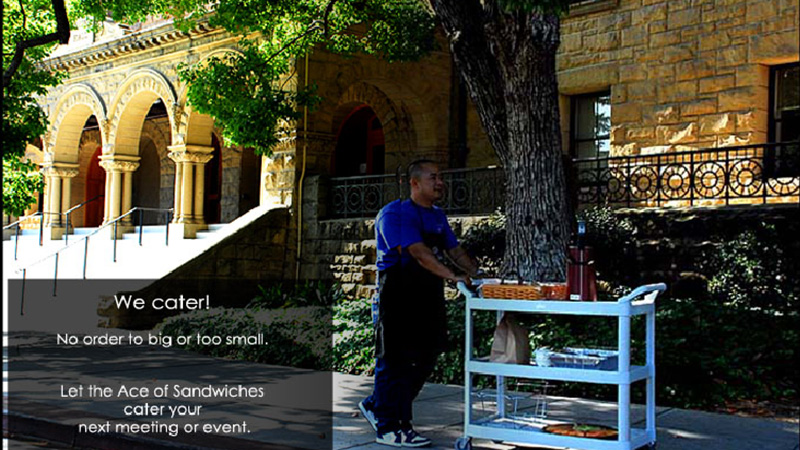 We cater!
No order to big or too small.
Let the Ace of Sandwiches
cater your
next meeting or event.